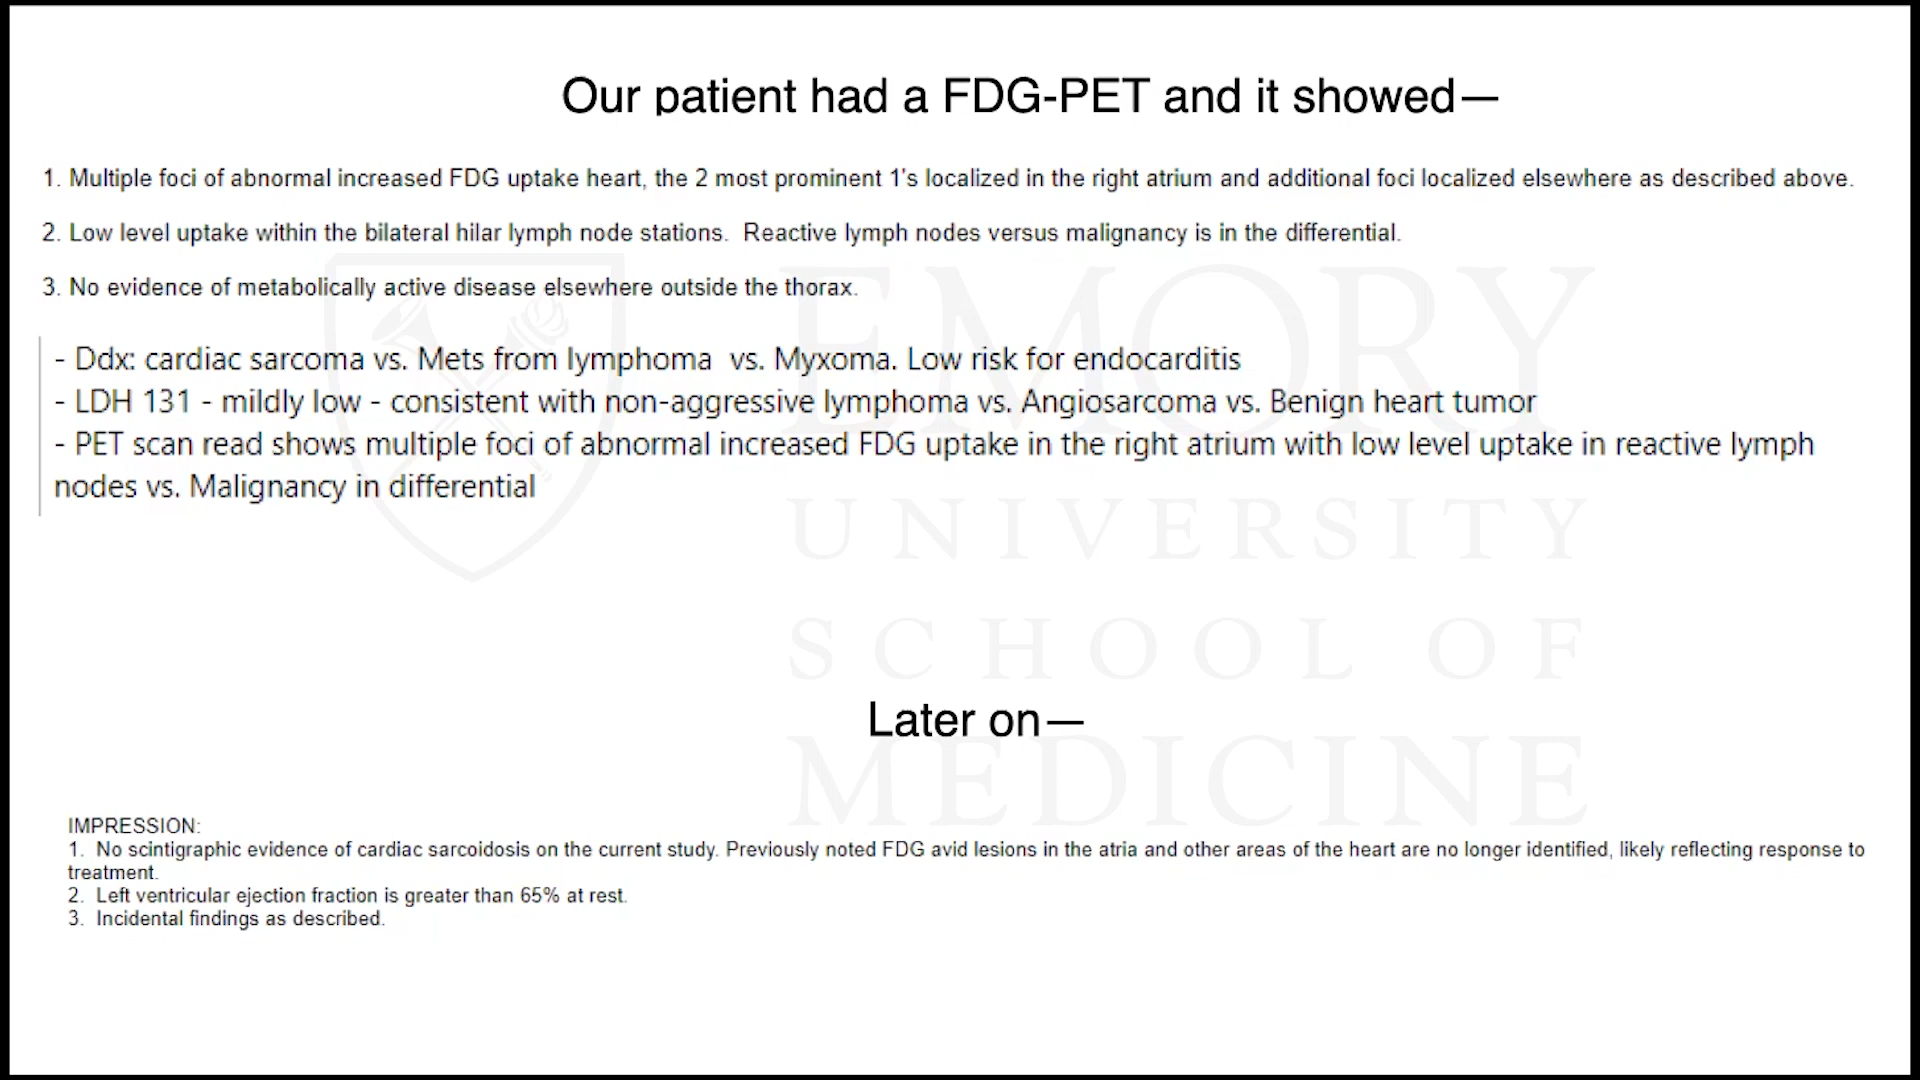 Our patient had a FDG-PET and it showed—
1. Multiple foci of abnormal increased FDG uptake heart, the 2 most prominent 1's localized in the right atrium and additional foci localized elsewhere as described above.
2. Low level uptake within the bilateral hilar lymph node stations.  Reactive lymph nodes versus malignancy is in the differential.
3. No evidence of metabolically active disease elsewhere outside the thorax.
- Ddx: cardiac sarcoma vs. Mets from lymphoma  vs. Myxoma. Low risk for endocarditis
- LDH 131 - mildly low - consistent with non-aggressive lymphoma vs. Angiosarcoma vs. Benign heart tumor
- PET scan read shows multiple foci of abnormal increased FDG uptake in the right atrium with low level uptake in reactive lymph
nodes vs. Malignancy in differential
EMORY
UNIVERSITY
SCHOOL OF
MEDICINE
Later on—
IMPRESSION:
1.  No scintigraphic evidence of cardiac sarcoidosis on the current study. Previously noted FDG avid lesions in the atria and other areas of the heart are no longer identified, likely reflecting response to
treatment.
2.  Left ventricular ejection fraction is greater than 65% at rest.
3.  Incidental findings as described.